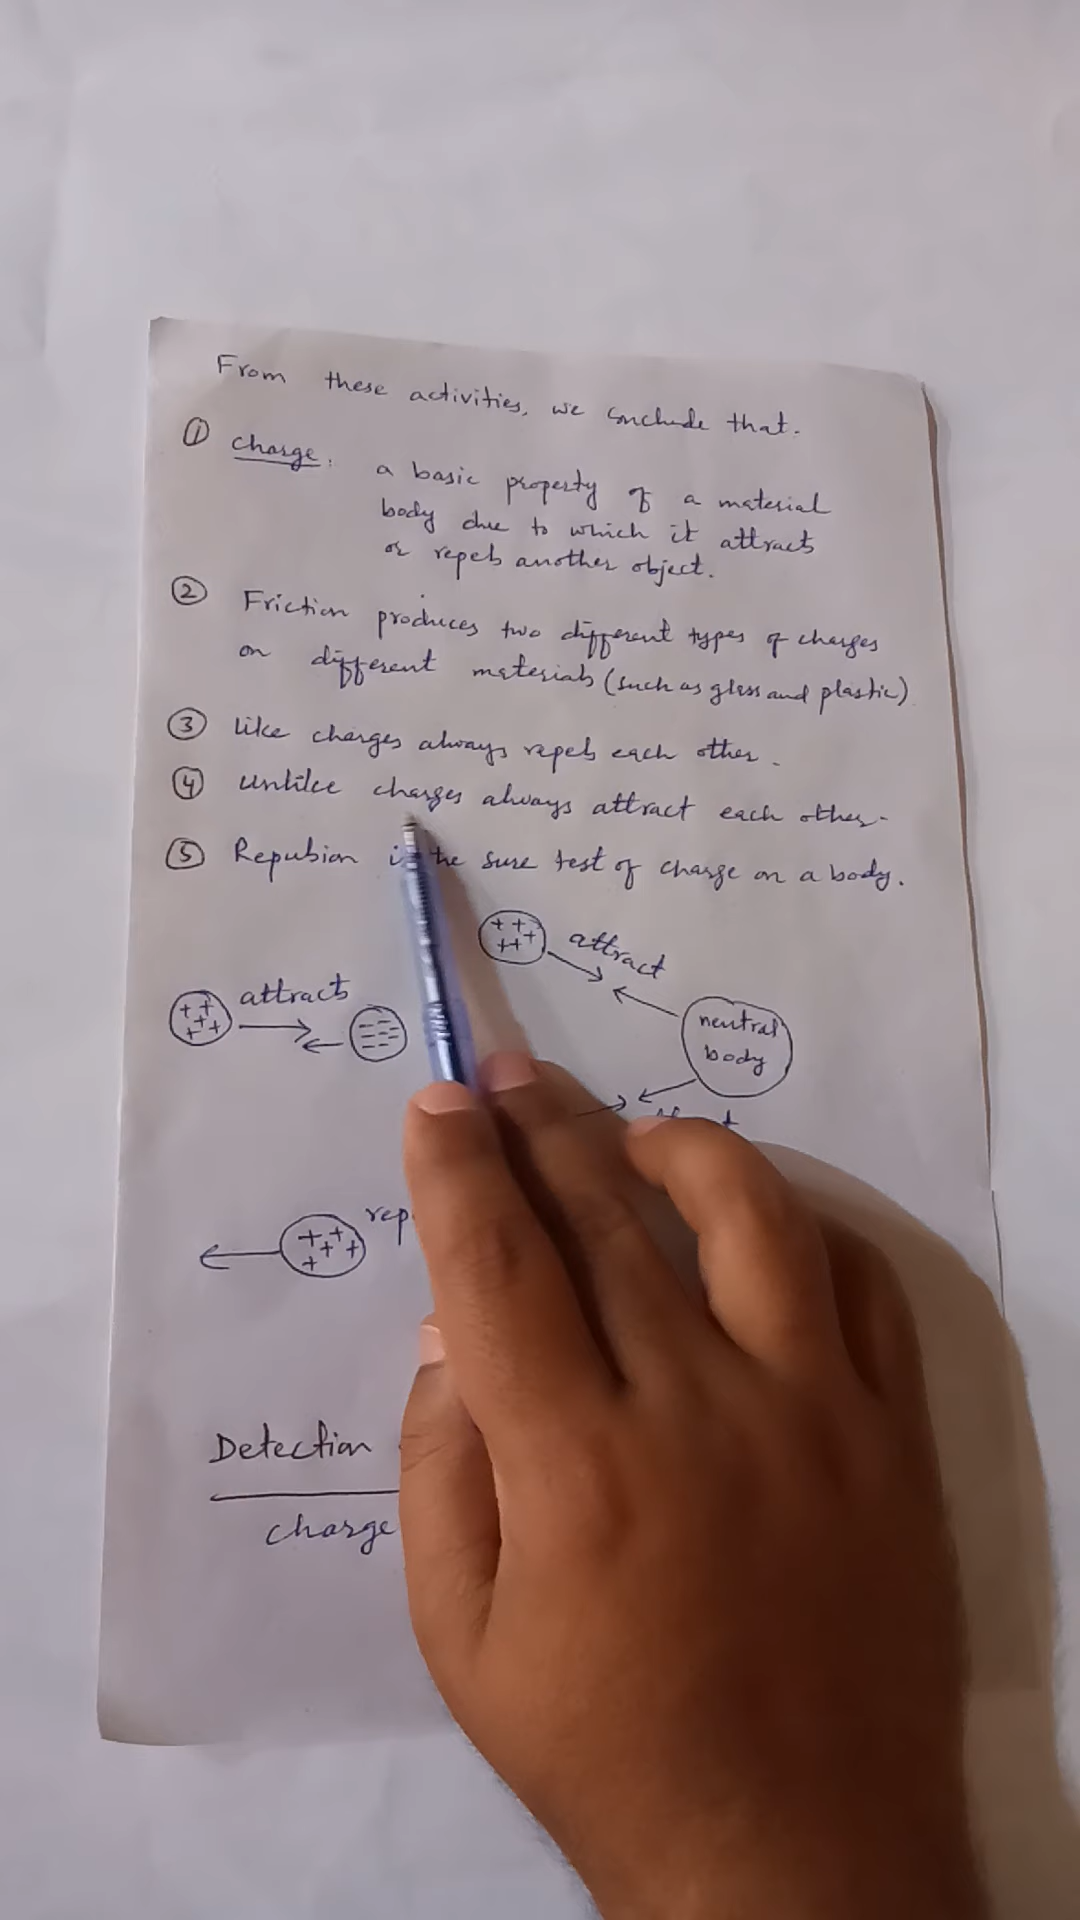 From these activities, we conclude that.
① Charge: a basic property of a material
body due to which it attracts
or repels another object.
② Friction produces two different types of charges
on different materials (such as glass and plastic)
③ Like charges always repels each other.
④ Unlike charges always attract each other.
⑤ Repulsion is the sure test of charge on a body.
+ + + + + +
attract
attracts
+ + + + +
neutral
body
+ + + + +
Detection
charge